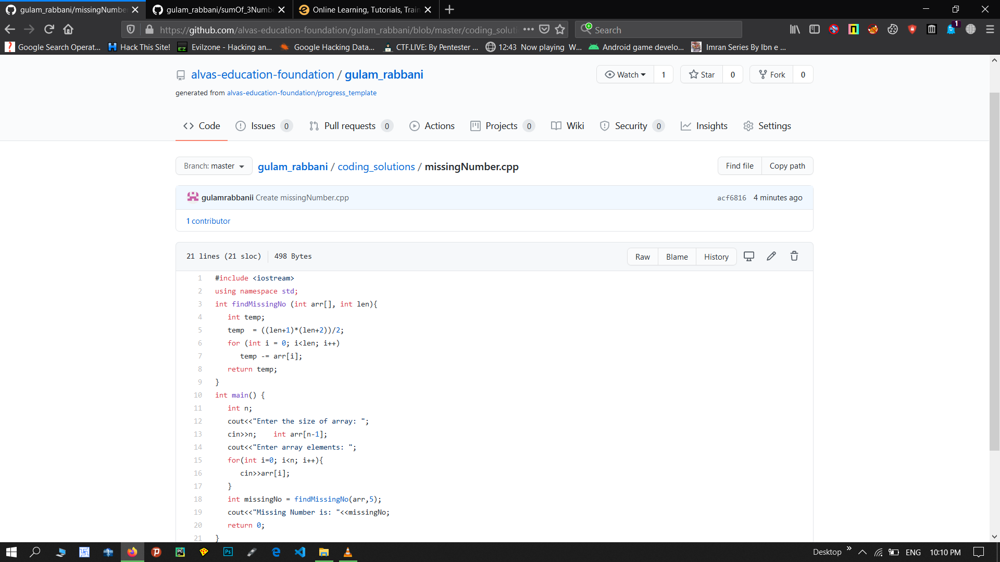 gulam_rabbani/missingNumber
gulam_rabbani/sumOf_3Numbe
Online Learning, Tutorials, Train
https://github.com/alvas-education-foundation/gulam_rabbani/blob/master/coding_soluti
Search
1
Google Search Operat...
Hack This Site!
EZ
Evilzone - Hacking an...
Google Hacking Data...
CTF.LIVE: By Pentester ...
12:43 Now playing W...
Android game develo...
Imran Series By Ibn e ...
alvas-education-foundation / gulam_rabbani
Watch 1
Star 0
Fork 0
generated from alvas-education-foundation/progress_template
Code
Issues 0
Pull requests 0
Actions
Projects 0
Wiki
Security 0
Insights
Settings
Branch: master
gulam_rabbani / coding_solutions / missingNumber.cpp
Find file
Copy path
gulamrabbanii Create missingNumber.cpp
acf6816 4 minutes ago
1 contributor
21 lines (21 sloc) 498 Bytes
Raw
Blame
History
1 #include <iostream>
2 using namespace std;
3 int findMissingNo (int arr[], int len){
4 int temp;
5 temp  = ((len+1)*(len+2))/2;
6 for (int i = 0; i<len; i++)
7 temp -= arr[i];
8 return temp;
9 }
10 int main() {
11 int n;
12 cout<<"Enter the size of array: ";
13 cin>>n;    int arr[n-1];
14 cout<<"Enter array elements: ";
15 for(int i=0; i<n; i++){
16 cin>>arr[i];
17 }
18 int missingNo = findMissingNo(arr,5);
19 cout<<"Missing Number is: "<<missingNo;
20 return 0;
21 }
PC
Ps
Desktop
ENG
10:10 PM